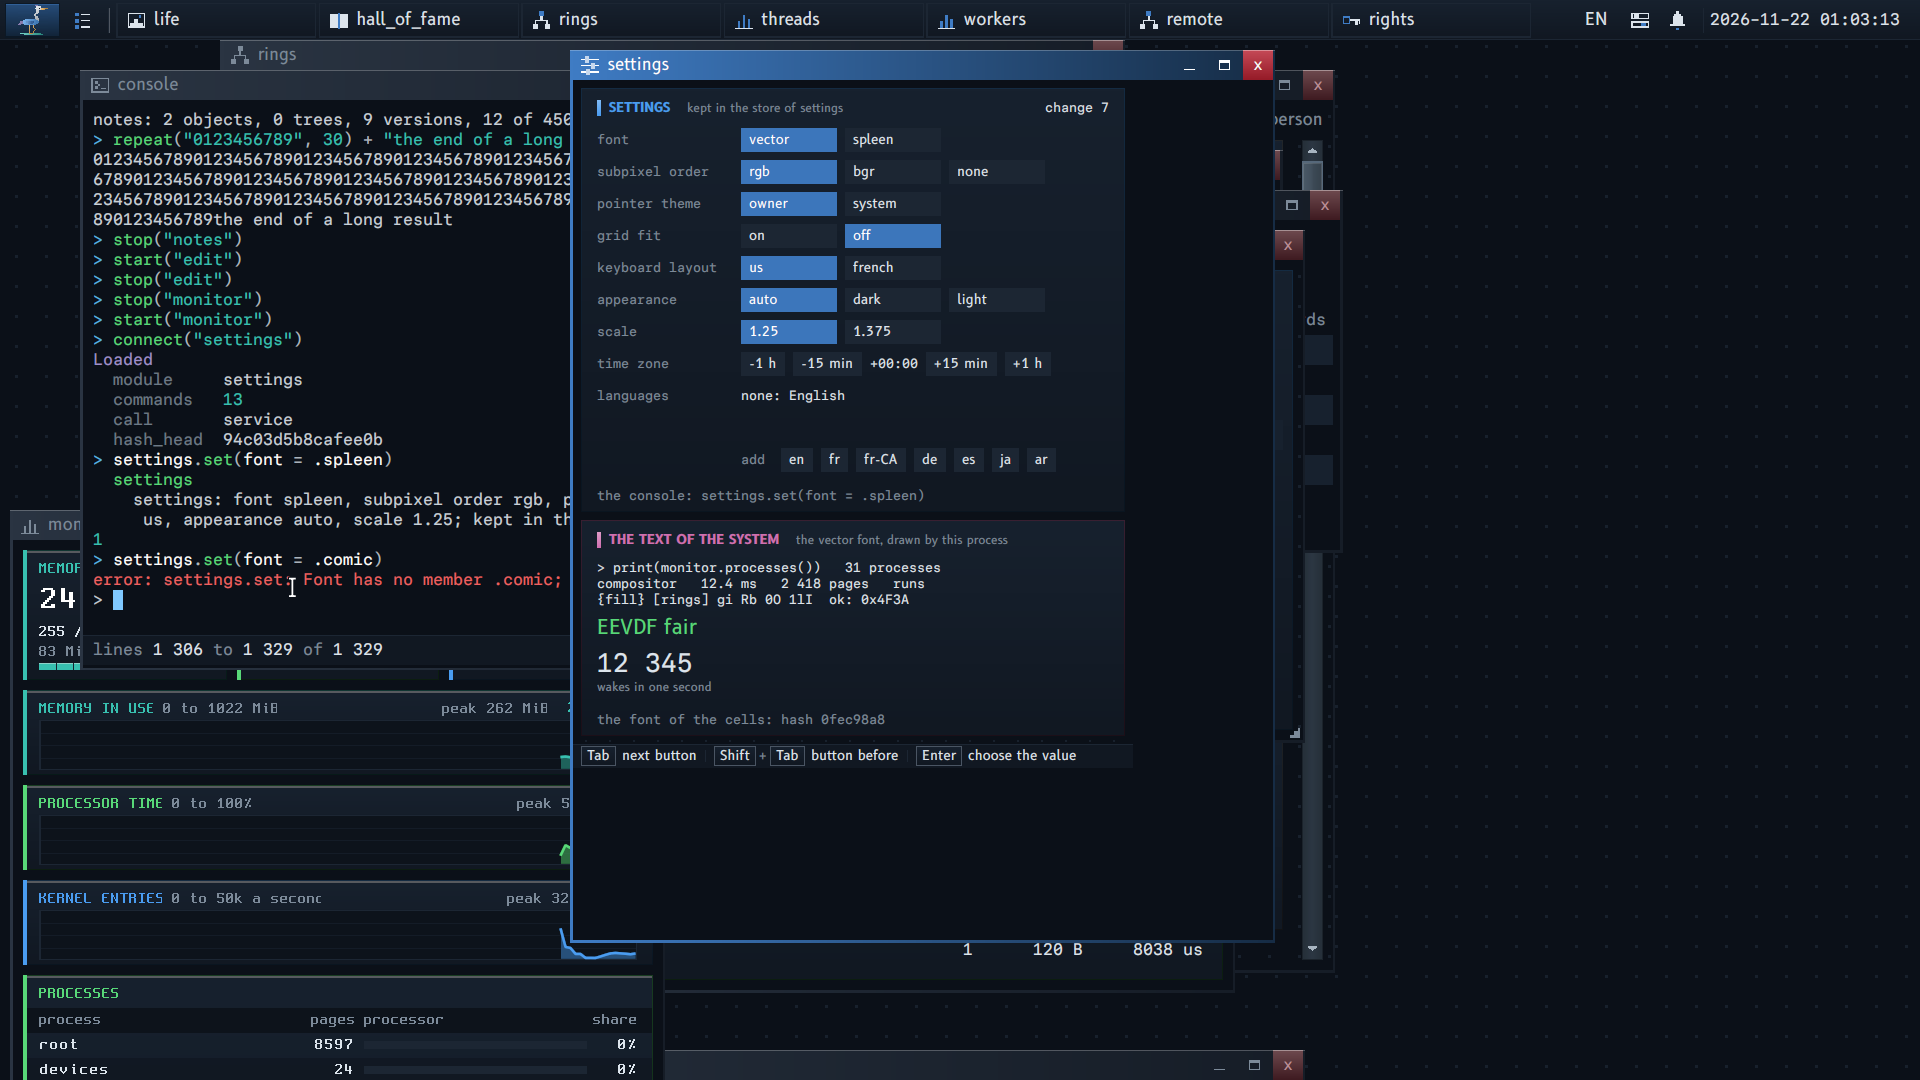 life hall_of_fame rings threads workers remote rights EN 2026-11-22 01:03:13
rings
console
notes: 2 objects, 0 trees, 9 versions, 12 of 450
> repeat("0123456789", 30) + "the end of a long
890123456789the end of a long result
> stop("notes")
> start("edit")
> stop("edit")
> stop("monitor")
> start("monitor")
> connect("settings")
Loaded
module settings
commands 13
call service
hash_head 94c03d5b8cafee0b
> settings.set(font = .spleen)
settings
settings: font spleen, subpixel order rgb, p
us, appearance auto, scale 1.25; kept in th
1
> settings.set(font = .comic)
error: settings.set: Font has no member .comic;
>
lines 1 306 to 1 329 of 1 329
settings
SETTINGS kept in the store of settings change 7
font vector spleen
subpixel order rgb bgr none
pointer theme owner system
grid fit on off
keyboard layout us french
appearance auto dark light
scale 1.25 1.375
time zone -1 h -15 min +00:00 +15 min +1 h
languages none: English
add en fr fr-CA de es ja ar
the console: settings.set(font = .spleen)
THE TEXT OF THE SYSTEM the vector font, drawn by this process
> print(monitor.processes()) 31 processes
compositor 12.4 ms 2 418 pages runs
{fill} [rings] gi Rb 0O 1lI ok: 0x4F3A
EEVDF fair
12 345
wakes in one second
the font of the cells: hash 0fec98a8
Tab next button Shift + Tab button before Enter choose the value
person
ds
mon
MEMOR
24
255 /
83 Mi
MEMORY IN USE 0 to 1022 MiB peak 262 MiB
PROCESSOR TIME 0 to 100% peak 5
KERNEL ENTRIES 0 to 50k a second peak 32
PROCESSES
process pages processor share
root 8597 0%
devices 24 0%
1 120 B 8038 us